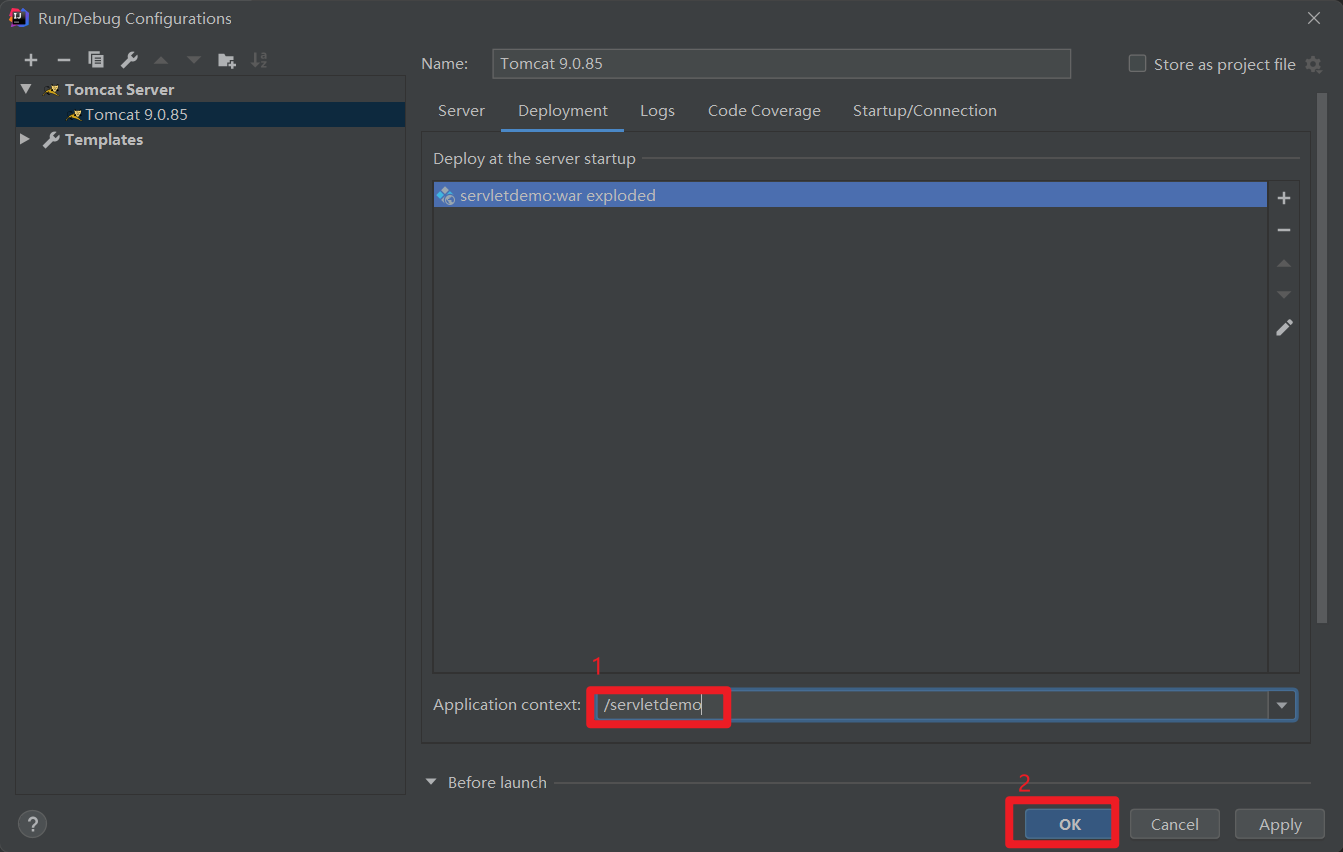 Run/Debug Configurations
Tomcat Server
Tomcat 9.0.85
Templates
Name: Tomcat 9.0.85
Store as project file
Server Deployment Logs Code Coverage Startup/Connection
Deploy at the server startup
servletdemo:war exploded
1
Application context: /servletdemo
Before launch
2
? OK Cancel Apply